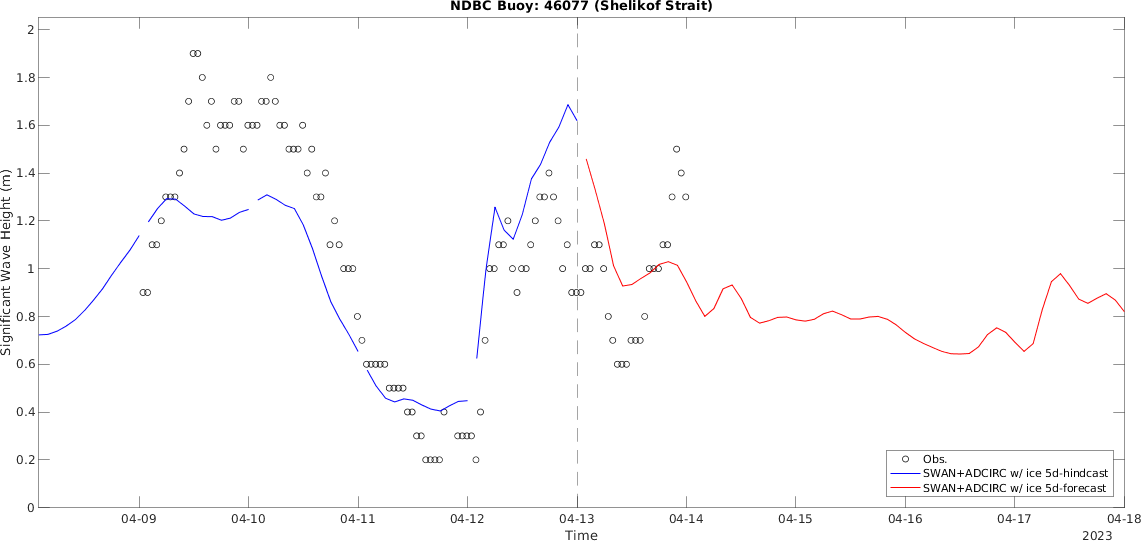 NDBC Buoy: 46077 (Shelikof Strait)
2
1.8
1.6
1.4
1.2
1
0.8
0.6
0.4
0.2
0
Significant Wave Height (m)
Obs.
SWAN+ADCIRC w/ ice 5d-hindcast
SWAN+ADCIRC w/ ice 5d-forecast
04-09 04-10 04-11 04-12 04-13 04-14 04-15 04-16 04-17 04-18
Time
2023